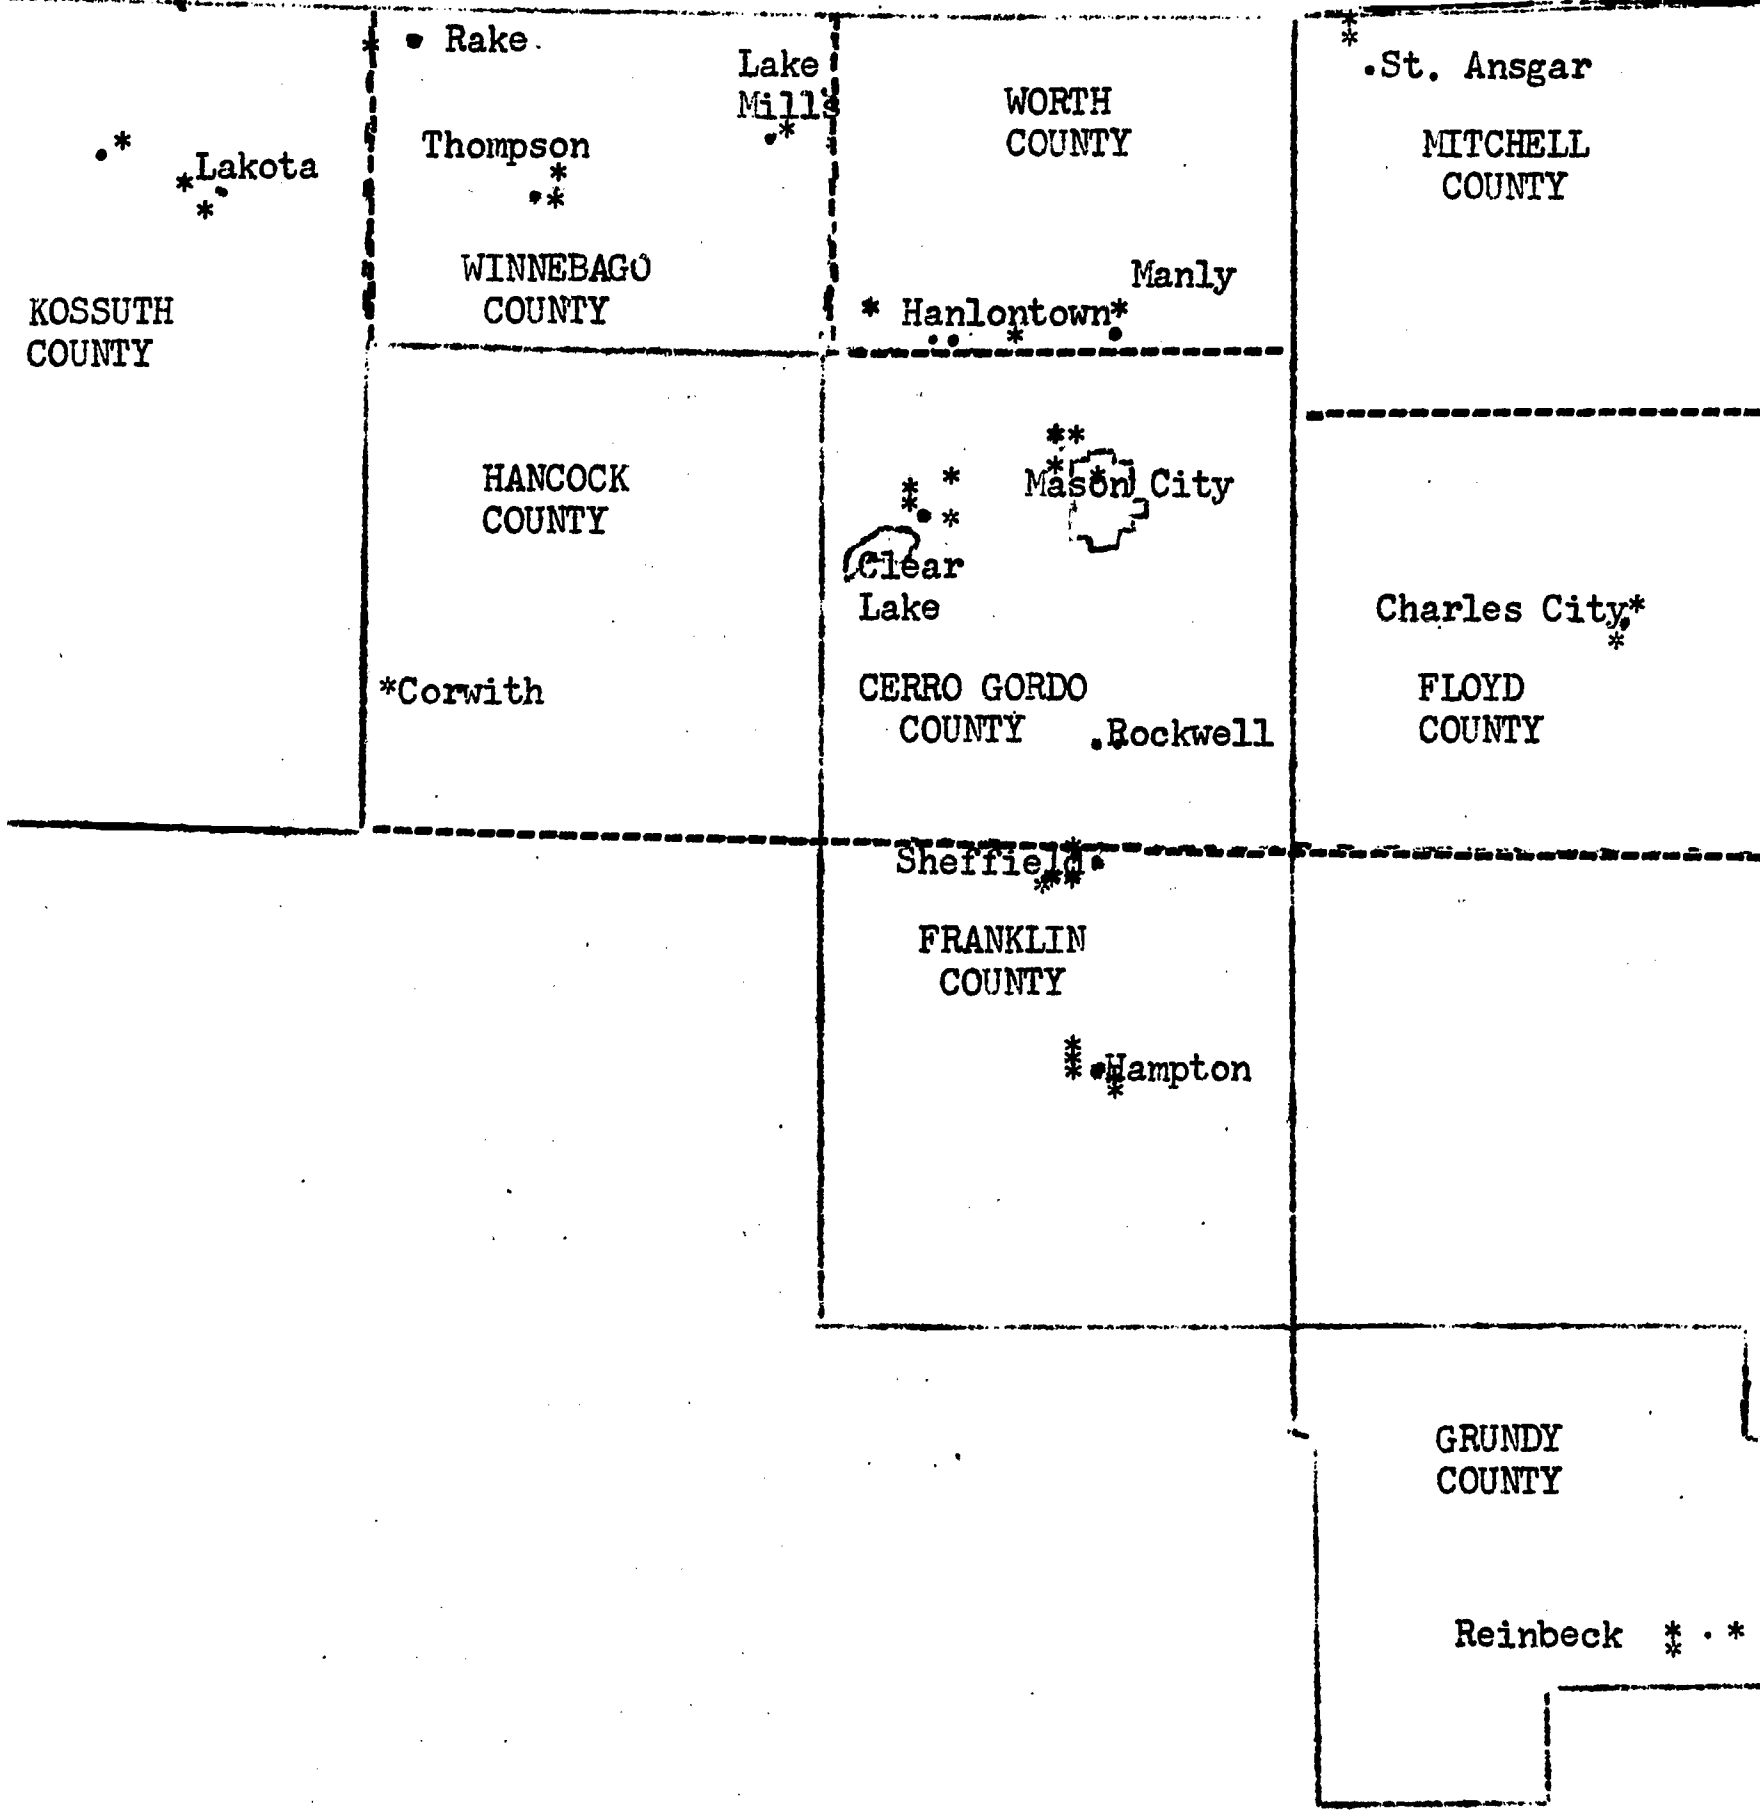 Rake
Lake
Mills
WORTH
COUNTY
St. Ansgar
MITCHELL
COUNTY
Thompson
*
Lakota
WINNEBAGO
COUNTY
KOSSUTH
COUNTY
Manly
* Hanlontown*
HANCOCK
COUNTY
Mason City
Clear
Lake
Charles City*
*Corwith
CERRO GORDO
COUNTY
.Rockwell
FLOYD
COUNTY
Sheffield
FRANKLIN
COUNTY
Hampton
GRUNDY
COUNTY
Reinbeck